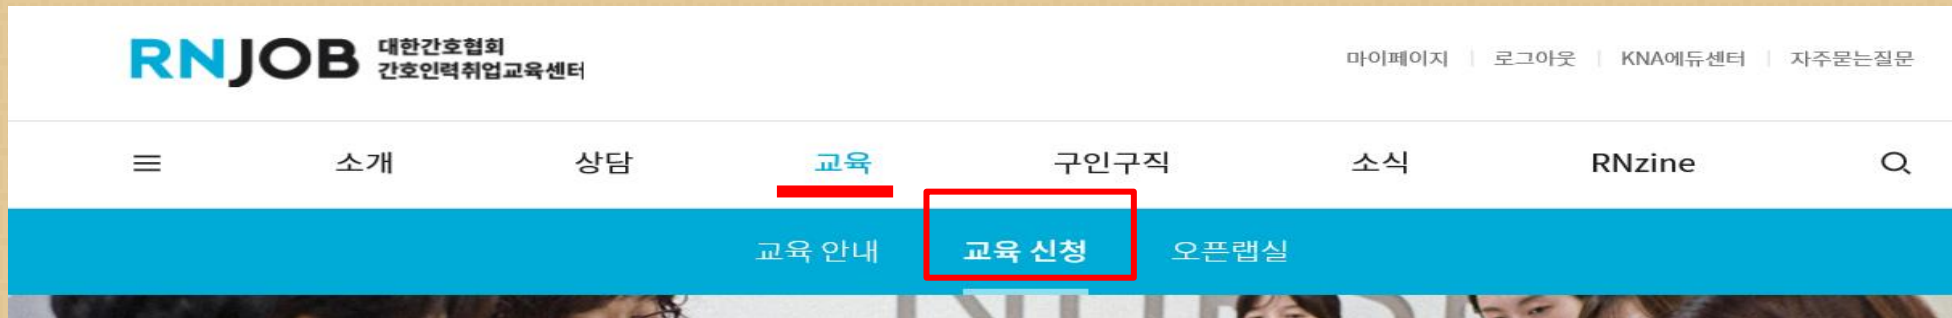 RNJOB 대한간호협회
간호인력취업교육센터
마이페이지 로그아웃 KNA에듀센터 자주묻는질문
소개 상담 교육 구인구직 소식 RNzine
교육 안내 교육 신청 오픈랩실